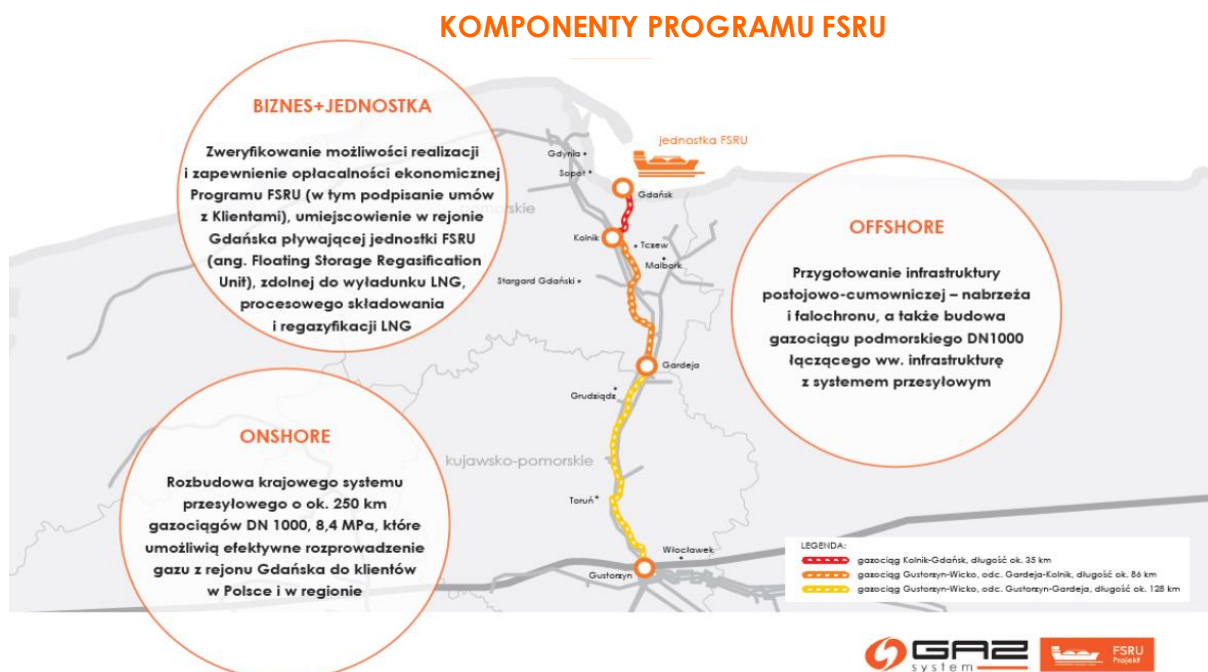 KOMPONENTY PROGRAMU FSRU
BIZNES+JEDNOSTKA
Zweryfikowanie możliwości realizacji
i zapewnienie opłacalności ekonomicznej
Programu FSRU (w tym podpisanie umów
z Klientami), umiejscowienie w rejonie
Gdańska pływającej jednostki FSRU
(ang. Floating Storage Regasification
Unit), zdolnej do wyładunku LNG,
procesowego składowania
i regazyfikacji LNG
ONSHORE
Rozbudowa krajowego systemu
przesyłowego o ok. 250 km
gazociągów DN 1000, 8,4 MPa, które
umożliwią efektywne rozprowadzenie
gazu z rejonu Gdańska do klientów
w Polsce i w regionie
OFFSHORE
Przygotowanie infrastruktury
postojowo-cumowniczej – nabrzeża
i falochronu, a także budowa
gazociągu podmorskiego DN1000
łączącego ww. infrastrukturę
z systemem przesyłowym
jednostka FSRU
Gdynia
Sopot
Gdańsk
pomorskie
Kolnik
Tczew
Malbork
Stargard Gdański
Gardeja
Grudziądz
kujawsko-pomorskie
Toruń
Włocławek
Gustorzyn
LEGENDA:
gazociąg Kolnik-Gdańsk, długość ok. 35 km
gazociąg Gustorzyn-Wicko, odc. Gardeja-Kolnik, długość ok. 86 km
gazociąg Gustorzyn-Wicko, odc. Gustorzyn-Gardeja, długość ok. 128 km
GAZ
system
FSRU
Projekt